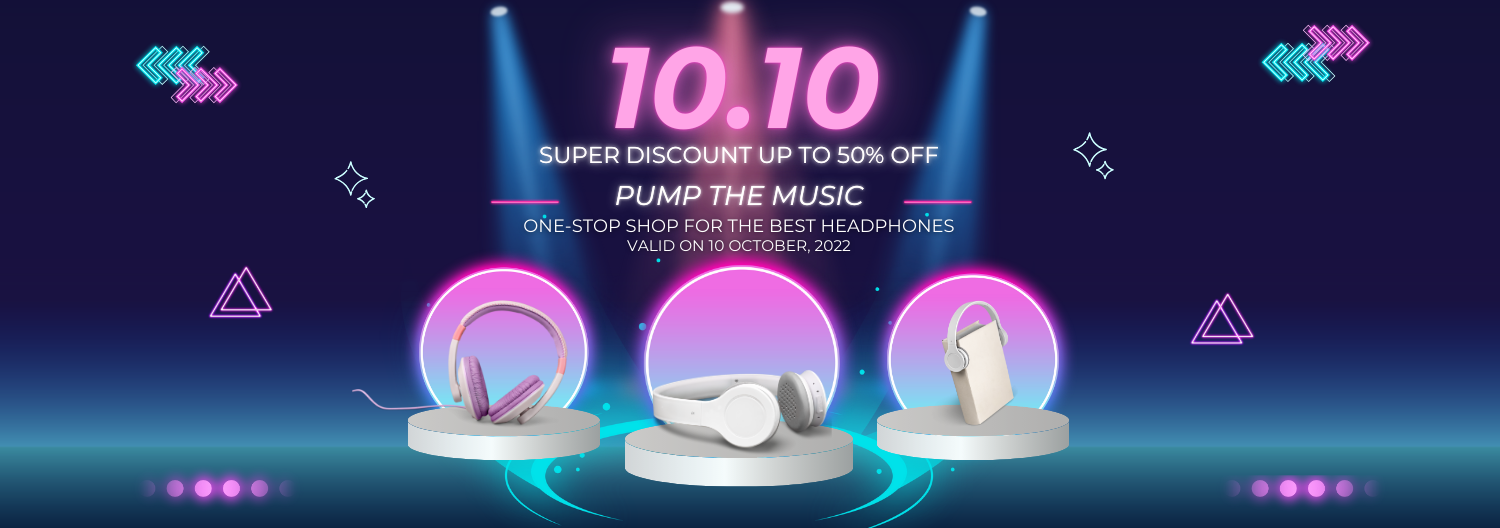 10.10
SUPER DISCOUNT UP TO 50% OFF
PUMP THE MUSIC
ONE-STOP SHOP FOR THE BEST HEADPHONES
VALID ON 10 OCTOBER, 2022